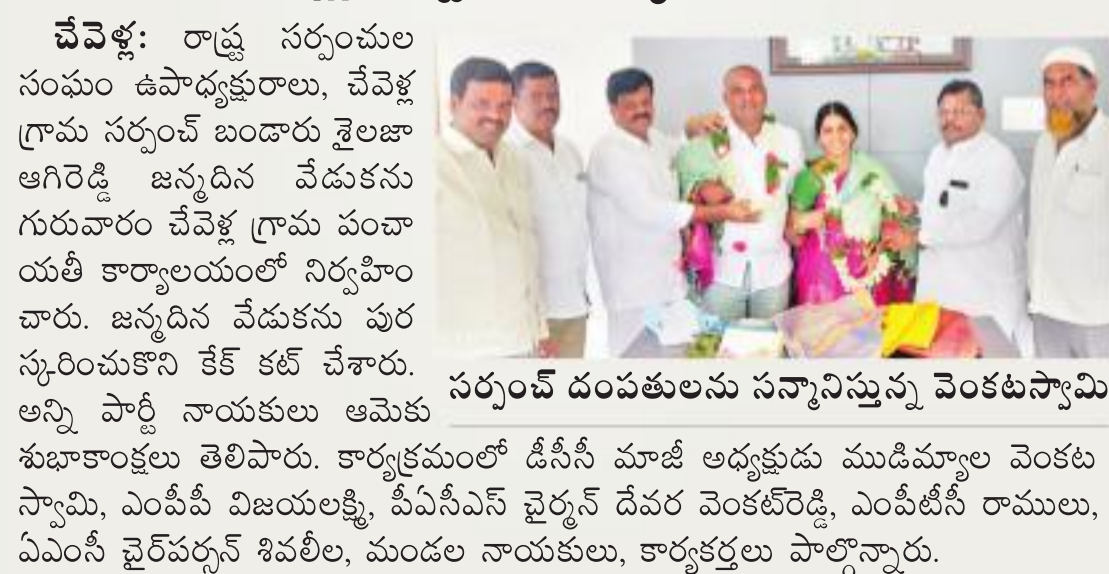 చేవెళ్ల: రాష్ట్ర సర్పంచుల
సంఘం ఉపాధ్యక్షురాలు, చేవెళ్ల
గ్రామ సర్పంచ్ బండారు శైలజా
ఆగిరెడ్డి జన్మదిన వేడుకను
గురువారం చేవెళ్ల గ్రామ పంచా
యతీ కార్యాలయంలో నిర్వహిం
చారు. జన్మదిన వేడుకను పుర
స్కరించుకొని కేక్ కట్ చేశారు.
అన్ని పార్టీ నాయకులు ఆమెకు
సర్పంచ్ దంపతులను సన్మానిస్తున్న వెంకటస్వామి
శుభాకాంక్షలు తెలిపారు. కార్యక్రమంలో డీసీసీ మాజీ అధ్యక్షుడు ముడిమ్యాల వెంకట
స్వామి, ఎంపీపీ విజయలక్ష్మి, పీఏసీఎస్ చైర్మన్ దేవర వెంకట్‌రెడ్డి, ఎంపీటీసీ రాములు,
ఏఎంసీ చైర్‌పర్సన్ శివలీల, మండల నాయకులు, కార్యకర్తలు పాల్గొన్నారు.